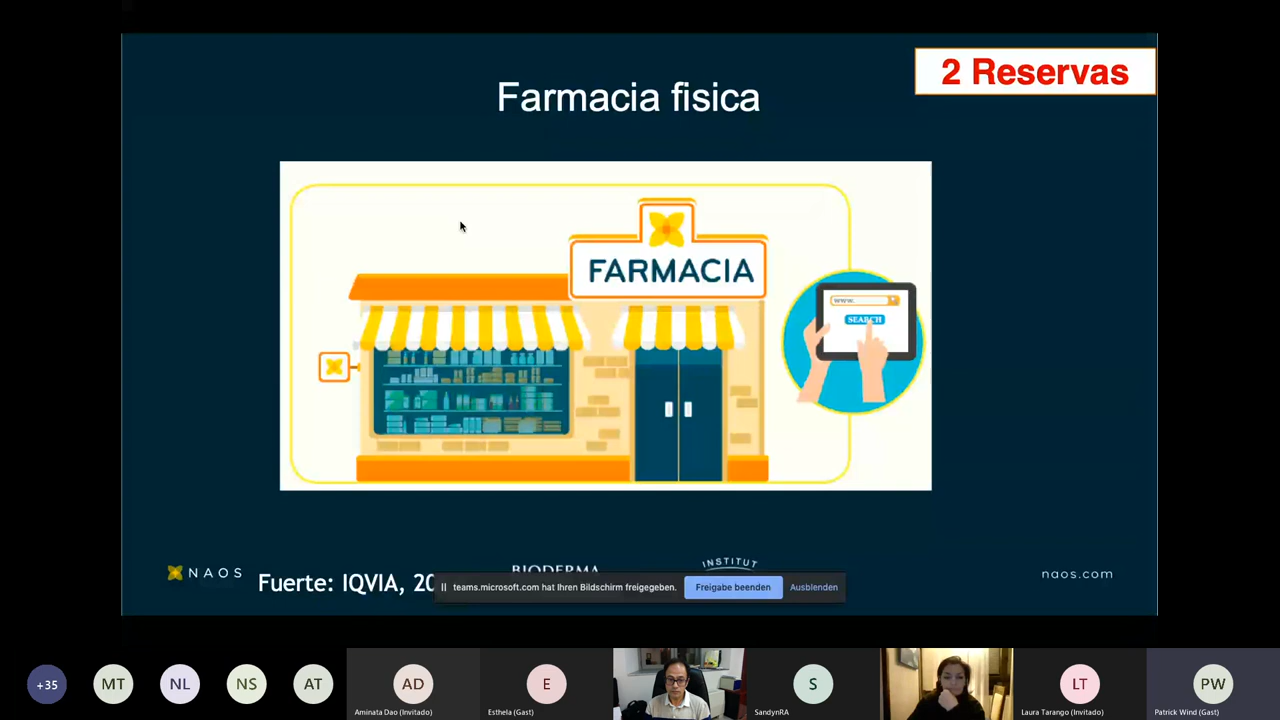 2 Reservas
Farmacia fisica
FARMACIA
www.
SEARCH
NAOS
Fuerte: IQVIA, 20
BIODERMA
INSTITUT
naos.com
teams.microsoft.com hat Ihren Bildschirm freigegeben.
Freigabe beenden
Ausblenden
+35
MT
NL
NS
AT
AD
E
S
LT
PW
Aminata Dao (Invitado)
Esthela (Gast)
SandynRA
Laura Tarango (Invitado)
Patrick Wind (Gast)